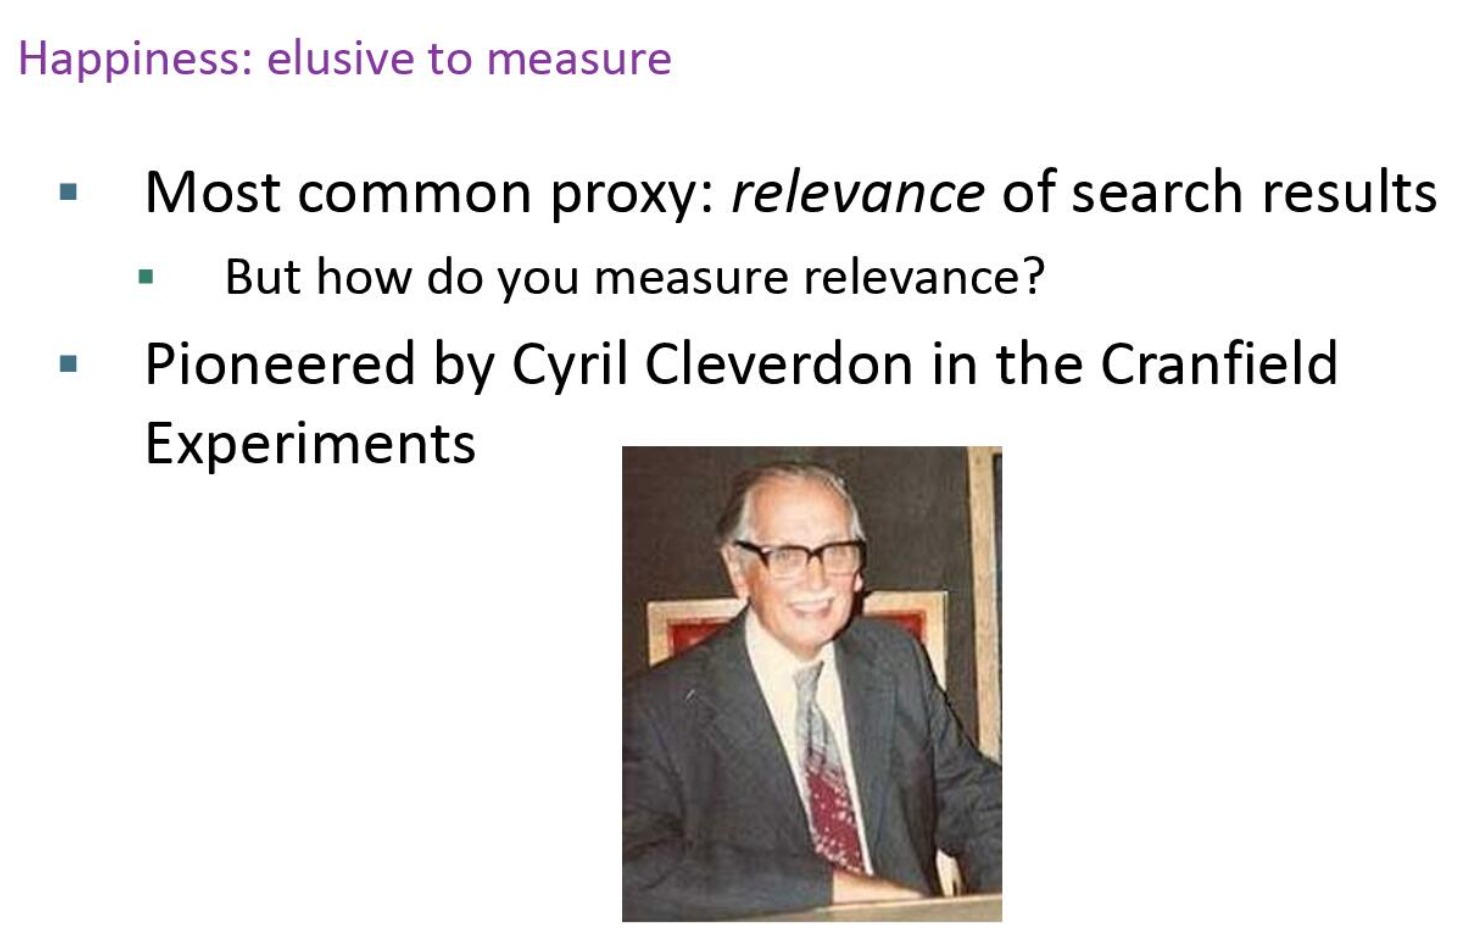 Happiness: elusive to measure
Most common proxy: relevance of search results
But how do you measure relevance?
Pioneered by Cyril Cleverdon in the Cranfield
Experiments